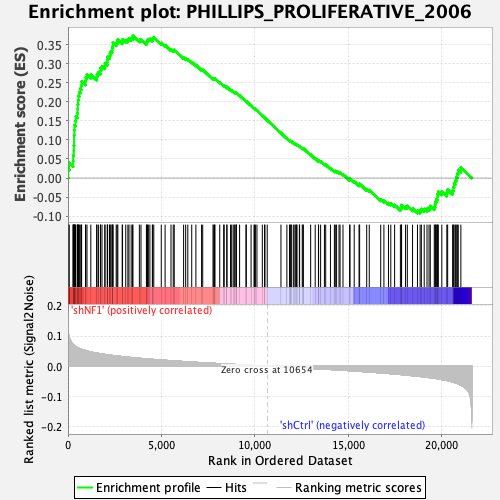 Enrichment plot: PHILLIPS_PROLIFERATIVE_2006
Enrichment score (ES)
0.35
0.30
0.25
0.20
0.15
0.10
0.05
0.00
-0.05
-0.10
'shNF1' (positively correlated)
Ranked list metric (Signal2Noise)
0.2
0.1
0.0
-0.1
-0.2
Zero cross at 10654
'shCtrl' (negatively correlated)
0
5,000
10,000
15,000
20,000
Rank in Ordered Dataset
Enrichment profile
Hits
Ranking metric scores